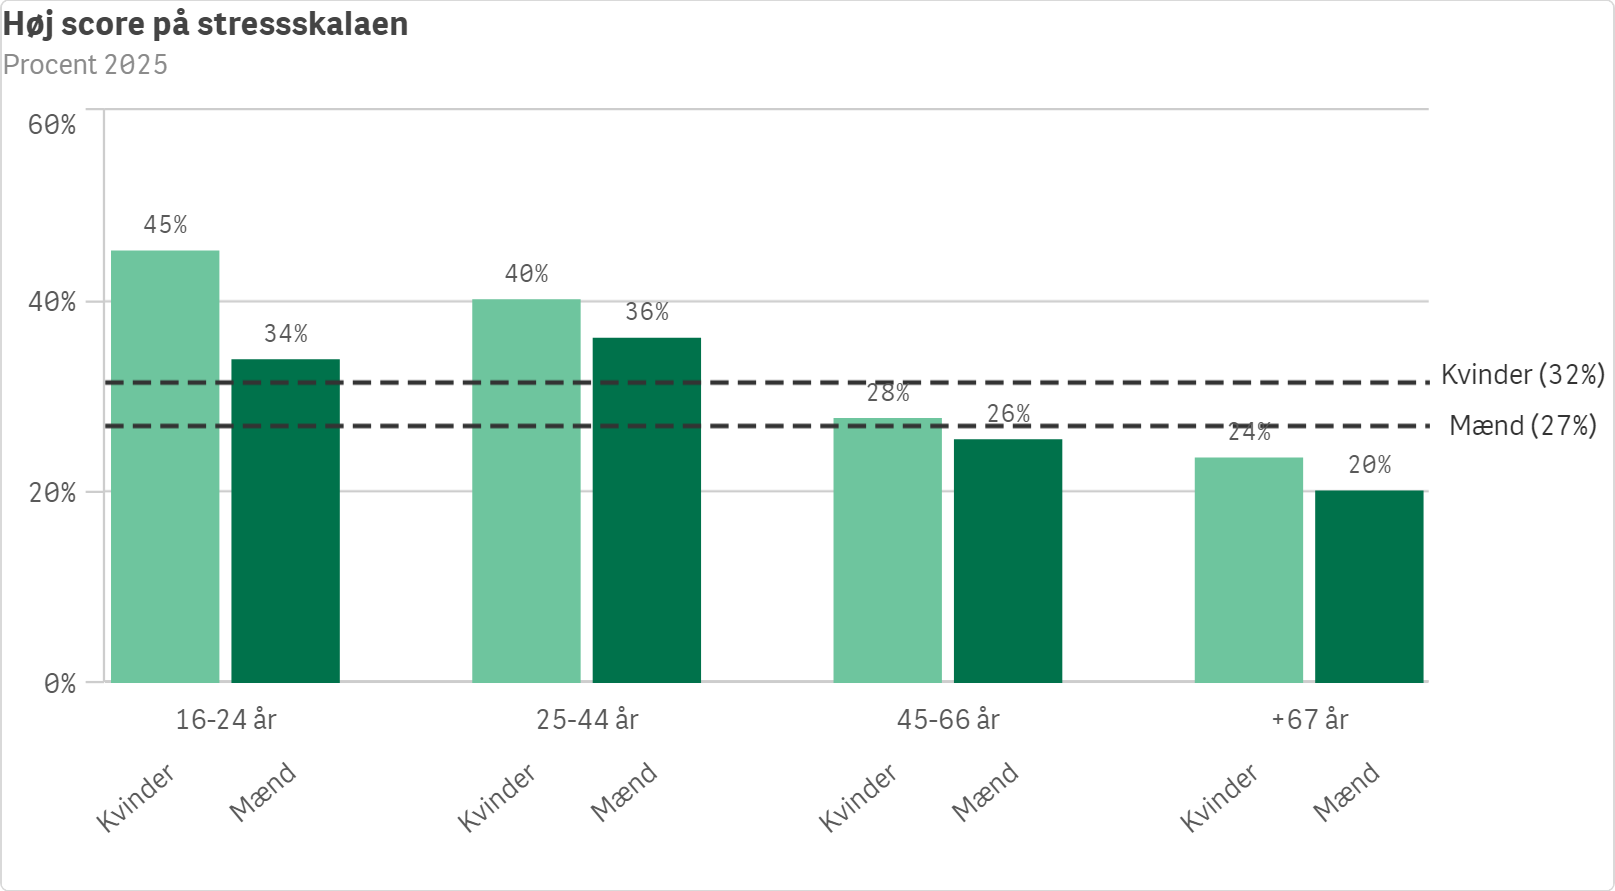 Høj score på stressskalaen
Procent 2025
60%
45%
40%
40%
36%
34%
Kvinder (32%)
28%
26%
Mænd (27%)
24%
20%
20%
0%
16-24 år
25-44 år
45-66 år
+67 år
Kvinder
Mænd
Kvinder
Mænd
Kvinder
Mænd
Kvinder
Mænd